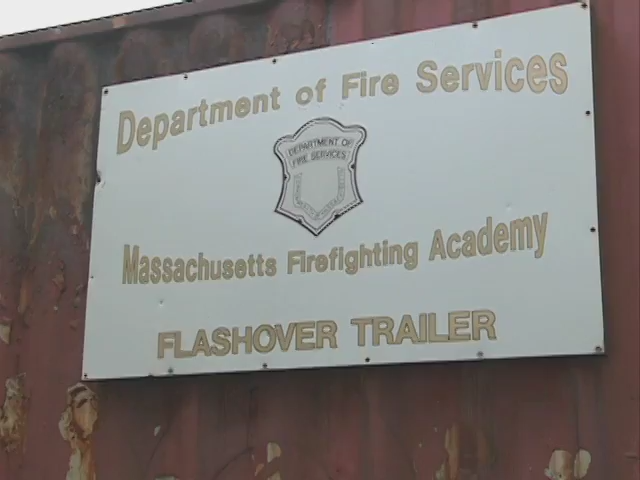 Department of Fire Services
DEPARTMENT OF
FIRE SERVICES
Massachusetts Firefighting Academy
FLASHOVER TRAILER